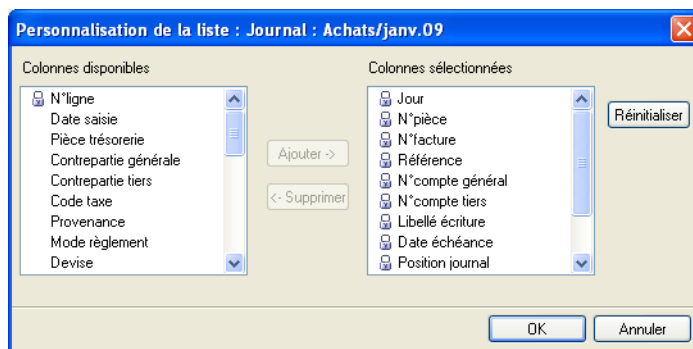 Personnalisation de la liste : Journal : Achats/janv.09
Colonnes disponibles
Colonnes sélectionnées
N°ligne
Date saisie
Pièce trésorerie
Contrepartie générale
Contrepartie tiers
Code taxe
Provenance
Mode règlement
Devise
Ajouter ->
<- Supprimer
Jour
N°pièce
N°facture
Référence
N°compte général
N°compte tiers
Libellé écriture
Date échéance
Position journal
Réinitialiser
OK
Annuler